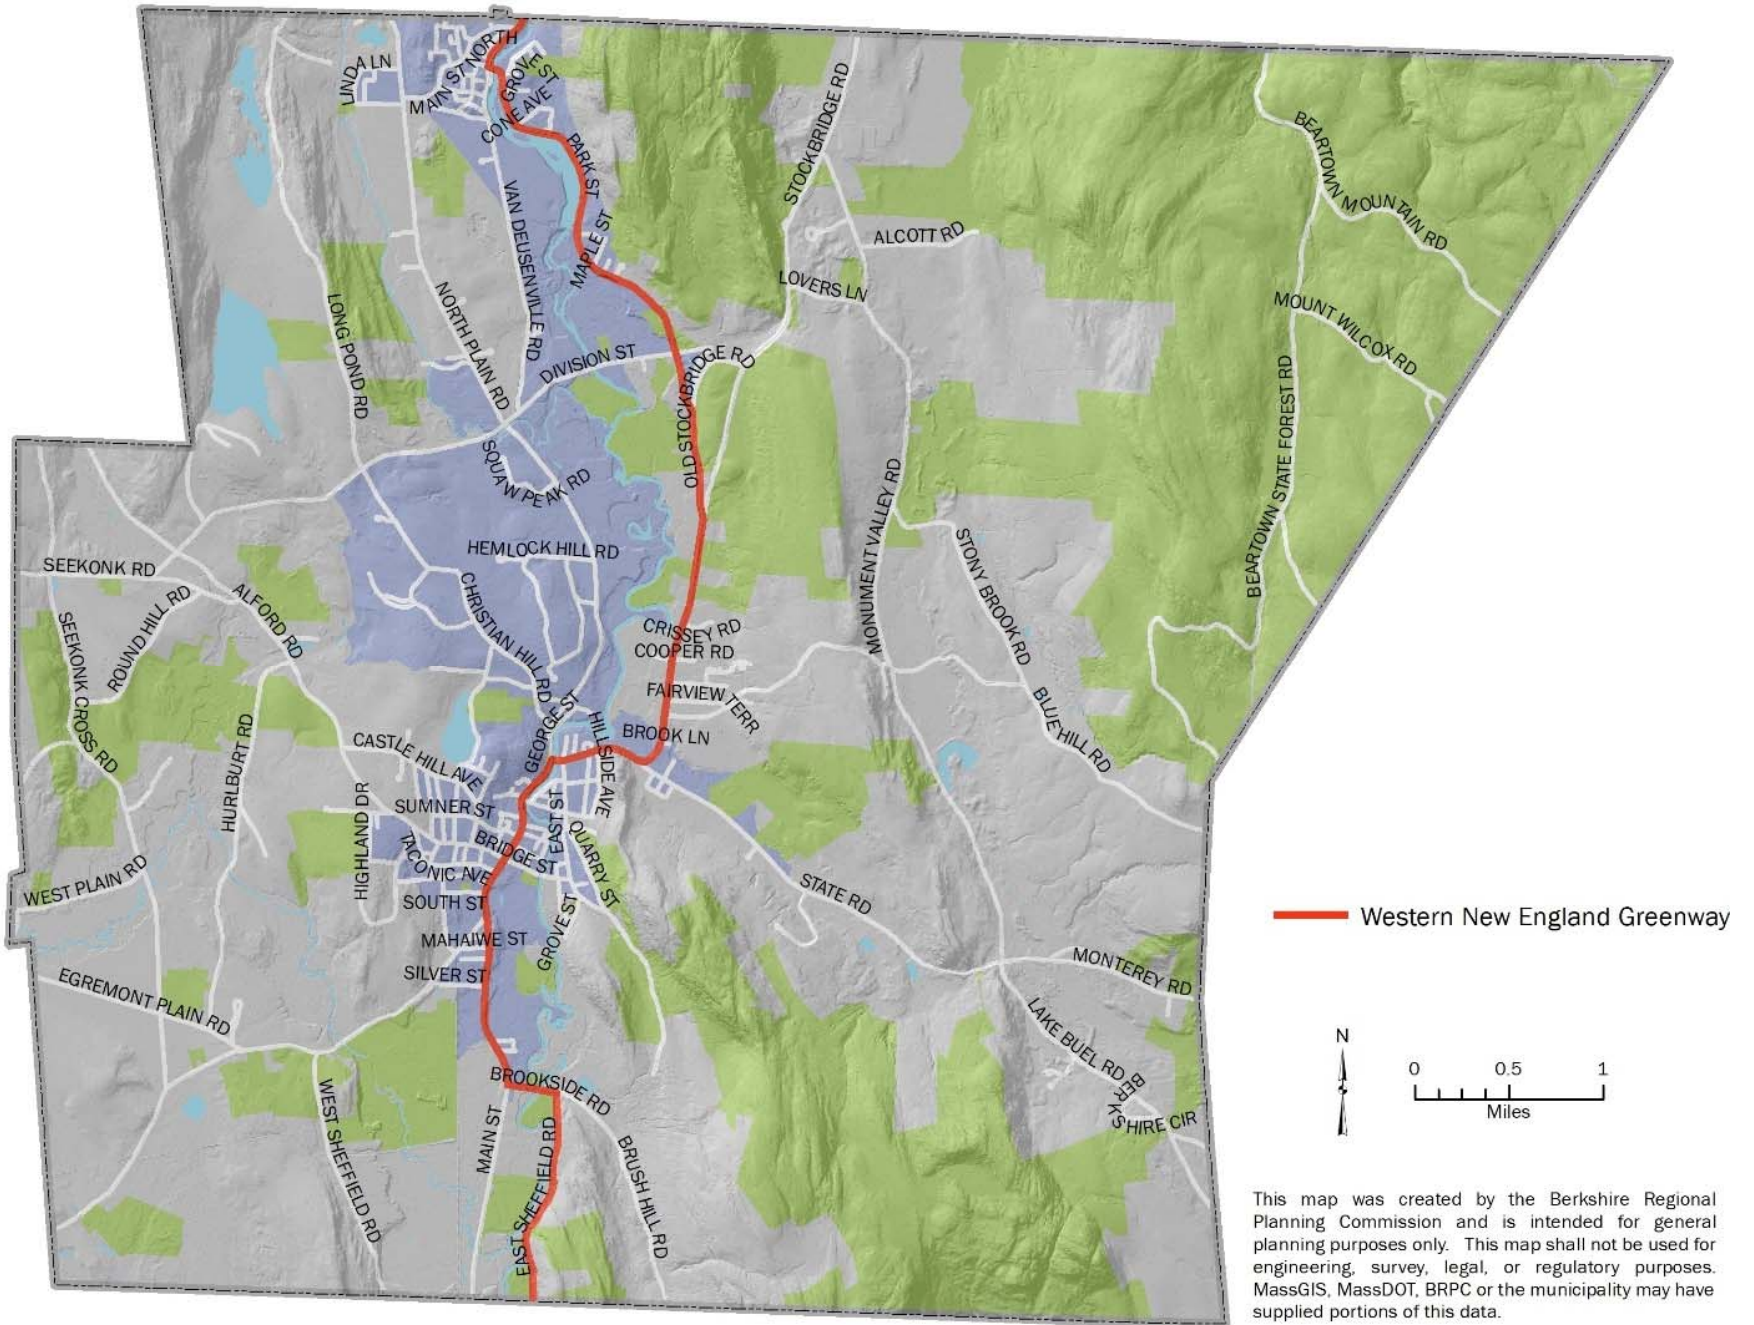 NORTH
LINDA LN
MAIN ST
GROVE ST
CONE AVE
PARK ST
STOCKBRIDGE RD
BEARTOWN MOUNTAIN RD
VAN DEUSENVILLE RD
MAPLE ST
ALCOTT RD
LOVERS LN
LONG POND RD
NORTH PLAIN RD
MOUNT WILCOX RD
DIVISION ST
OLD STOCKBRIDGE RD
BEARTOWN STATE FOREST RD
SQUAW PEAK RD
MONUMENT VALLEY RD
HEMLOCK HILL RD
STONY BROOK RD
SEEKONK RD
ROUND HILL RD
ALFORD RD
CHRISTIAN HILL RD
CRISSEY RD
COOPER RD
SEEKONK CROSS RD
FAIRVIEW TERR
BLUE HILL RD
HURLBURT RD
GEORGE ST
HILLSIDE AVE
BROOK LN
CASTLE HILL AVE
SUMNER ST
HIGHLAND DR
EAST ST
BRIDGE ST
QUARRY ST
TACONIC AVE
WEST PLAIN RD
SOUTH ST
STATE RD
MAHAIWE ST
GROVE ST
SILVER ST
MONTEREY RD
EGREMONT PLAIN RD
LAKE BUEL RD
BERKSHIRE CIR
BROOKSIDE RD
WEST SHEFFIELD RD
MAIN ST
EAST SHEFFIELD RD
BRUSH HILL RD
Western New England Greenway
N
0 0.5 1
Miles
This map was created by the Berkshire Regional
Planning Commission and is intended for general
planning purposes only. This map shall not be used for
engineering, survey, legal, or regulatory purposes.
MassGIS, MassDOT, BRPC or the municipality may have
supplied portions of this data.